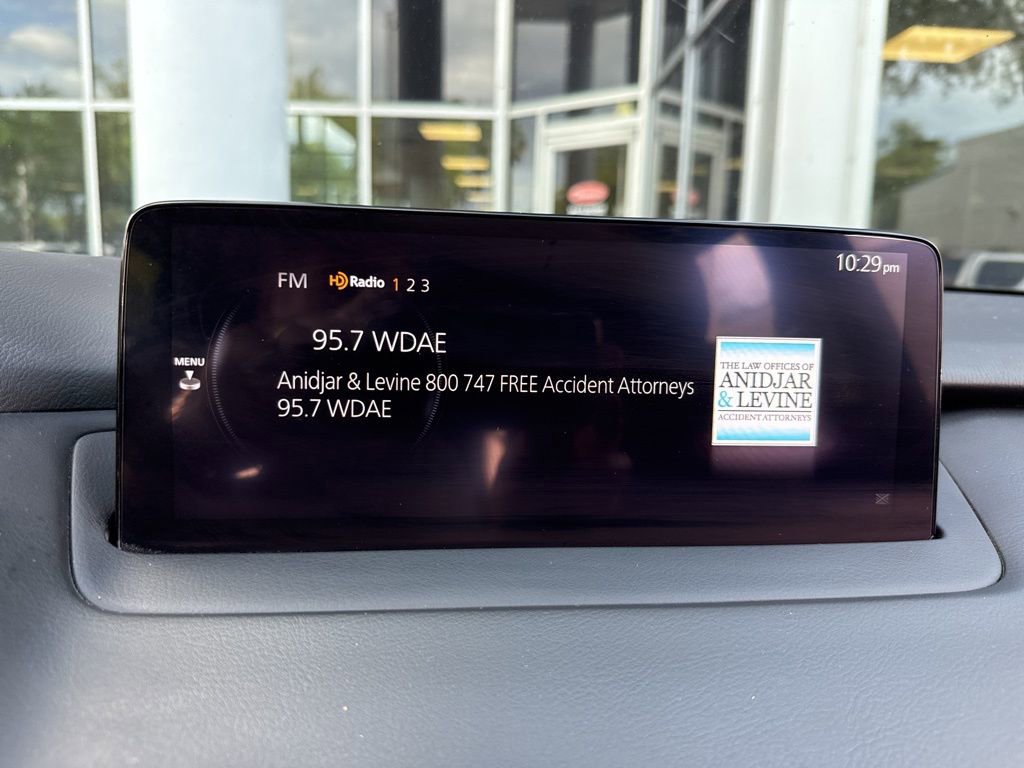 10:29 pm
FM HD Radio 1 2 3
95.7 WDAE
MENU
Anidjar & Levine 800 747 FREE Accident Attorneys
95.7 WDAE
THE LAW OFFICES OF
ANIDJAR
& LEVINE
ACCIDENT ATTORNEYS